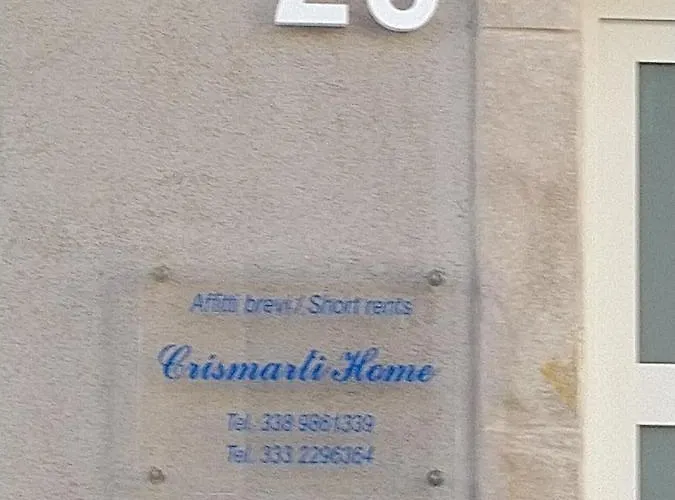 Affitti brevi / Short rents
Crismarti Home
Tel. 338 9861339
Tel. 333 2296364